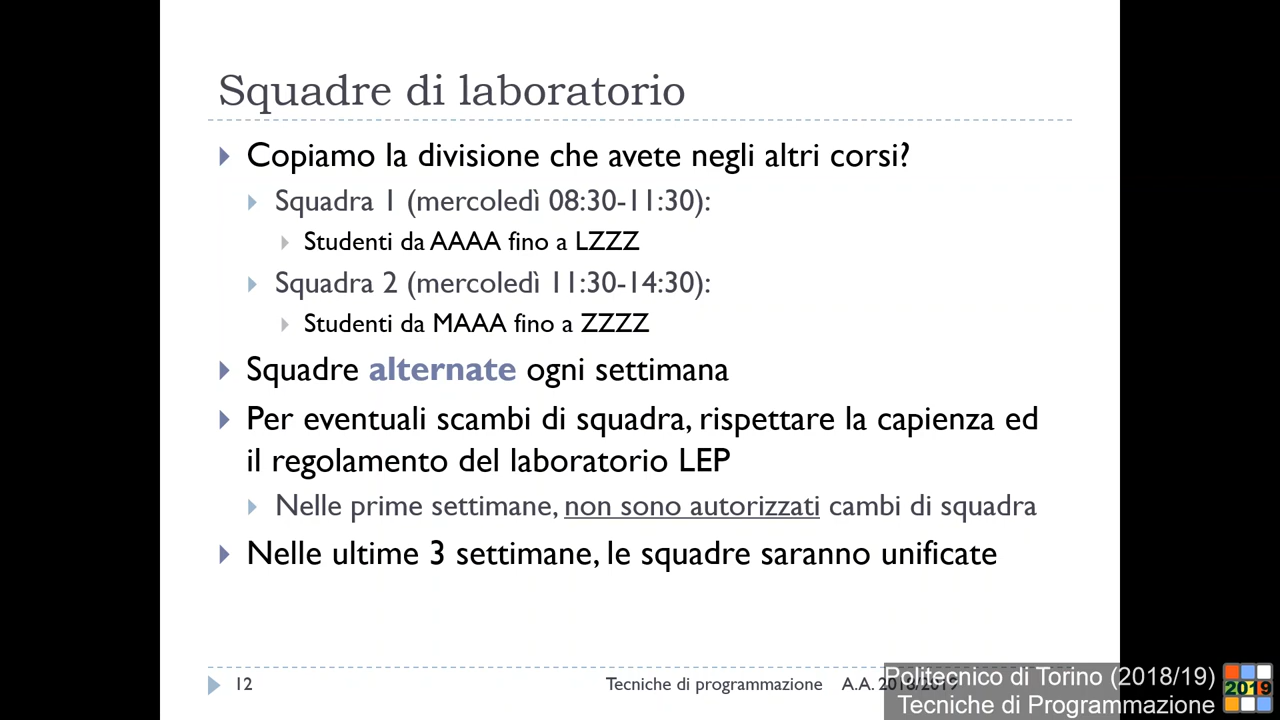 Squadre di laboratorio
Copiamo la divisione che avete negli altri corsi?
Squadra 1 (mercoledì 08:30-11:30):
Studenti da AAAA fino a LZZZ
Squadra 2 (mercoledì 11:30-14:30):
Studenti da MAAA fino a ZZZZ
Squadre alternate ogni settimana
Per eventuali scambi di squadra, rispettare la capienza ed
il regolamento del laboratorio LEP
Nelle prime settimane, non sono autorizzati cambi di squadra
Nelle ultime 3 settimane, le squadre saranno unificate
12
Tecniche di programmazione A.A. 2018/2019
Politecnico di Torino (2018/19)
Tecniche di Programmazione
2019